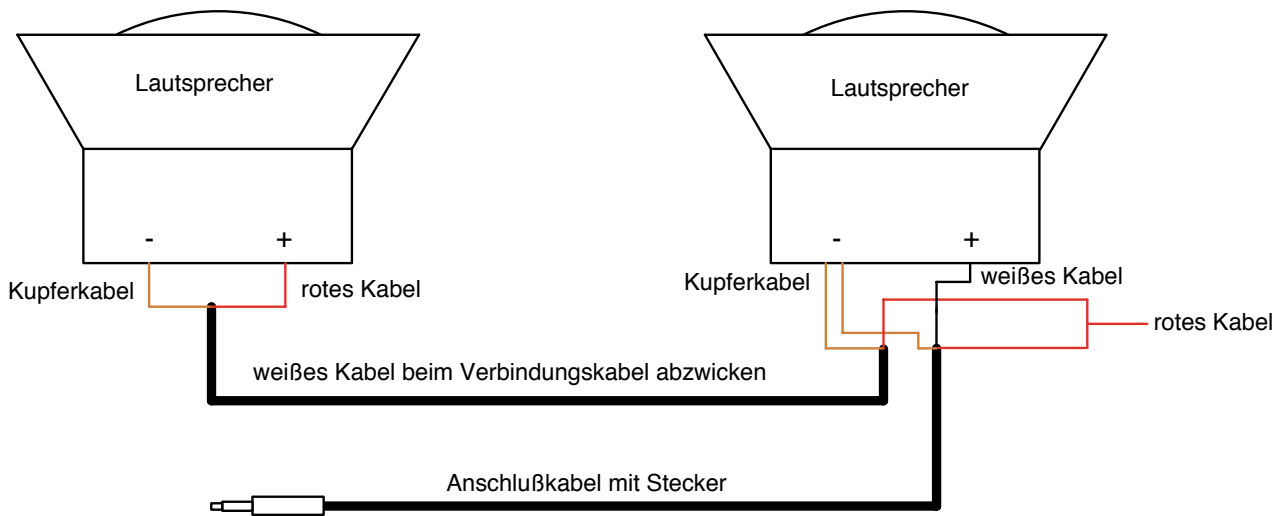 Lautsprecher
Lautsprecher
- +
- +
Kupferkabel
rotes Kabel
Kupferkabel
weißes Kabel
rotes Kabel
weißes Kabel beim Verbindungskabel abzwicken
Anschlußkabel mit Stecker